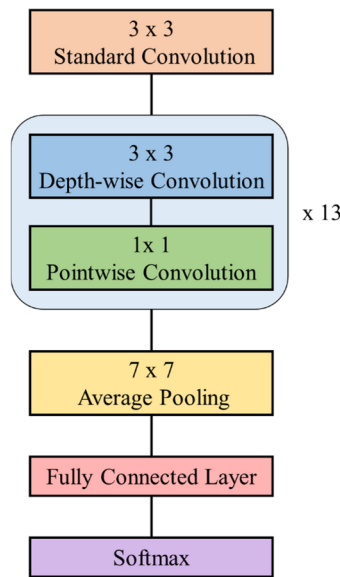 3 x 3
Standard Convolution
3 x 3
Depth-wise Convolution
x 13
1x 1
Pointwise Convolution
7 x 7
Average Pooling
Fully Connected Layer
Softmax